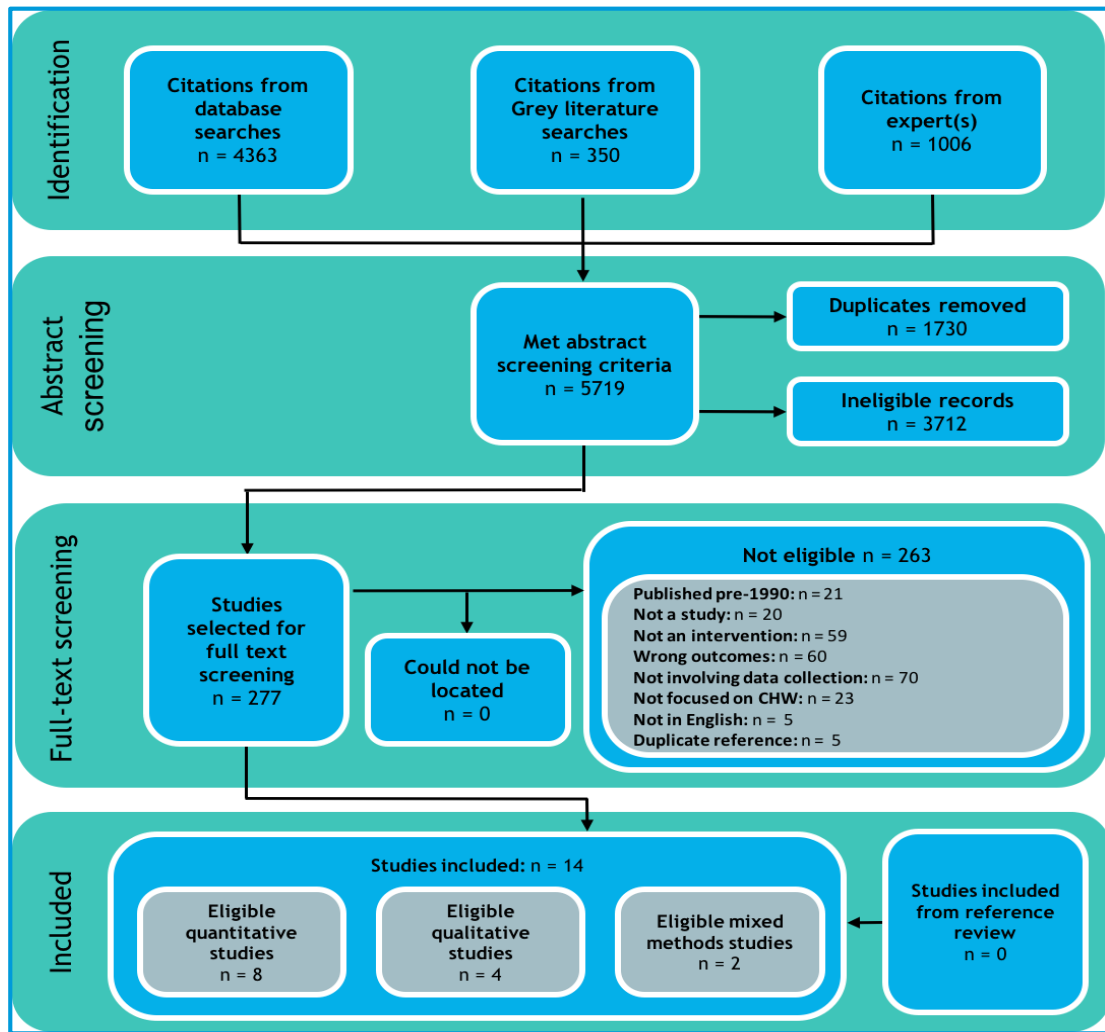 Identification
Citations from
database
searches
n = 4363
Citations from
Grey literature
searches
n = 350
Citations from
expert(s)
n = 1006
Abstract
screening
Met abstract
screening criteria
n = 5719
Duplicates removed
n = 1730
Ineligible records
n = 3712
Full-text screening
Studies
selected for
full text
screening
n = 277
Could not be
located
n = 0
Not eligible n = 263
Published pre-1990: n = 21
Not a study: n = 20
Not an intervention: n = 59
Wrong outcomes: n = 60
Not involving data collection: n = 70
Not focused on CHW: n = 23
Not in English: n = 5
Duplicate reference: n = 5
Included
Studies included: n = 14
Eligible
quantitative
studies
n = 8
Eligible
qualitative
studies
n = 4
Eligible mixed
methods studies
n = 2
Studies included
from reference
review
n = 0